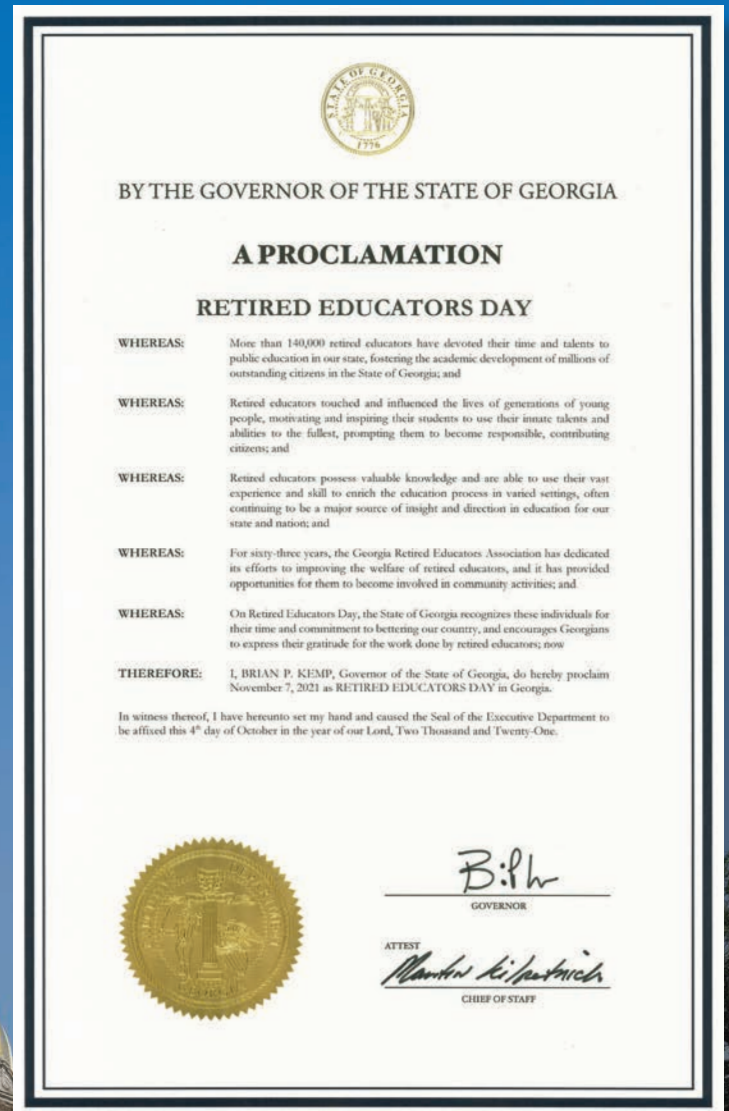 STATE OF GEORGIA
1776
BY THE GOVERNOR OF THE STATE OF GEORGIA
A PROCLAMATION
RETIRED EDUCATORS DAY
WHEREAS: More than 140,000 retired educators have devoted their time and talents to
public education in our state, fostering the academic development of millions of
outstanding citizens in the State of Georgia; and
WHEREAS: Retired educators touched and influenced the lives of generations of young
people, motivating and inspiring their students to use their innate talents and
abilities to the fullest, prompting them to become responsible, contributing
citizens; and
WHEREAS: Retired educators possess valuable knowledge and are able to use their vast
experience and skill to enrich the education process in varied settings, often
continuing to be a major source of insight and direction in education for our
state and nation; and
WHEREAS: For sixty-three years, the Georgia Retired Educators Association has dedicated
its efforts to improving the welfare of retired educators, and it has provided
opportunities for them to become involved in community activities; and
WHEREAS: On Retired Educators Day, the State of Georgia recognizes these individuals for
their time and commitment to bettering our country, and encourages Georgians
to express their gratitude for the work done by retired educators; now
THEREFORE: I, BRIAN P. KEMP, Governor of the State of Georgia, do hereby proclaim
November 7, 2021 as RETIRED EDUCATORS DAY in Georgia.
In witness thereof, I have hereunto set my hand and caused the Seal of the Executive Department to
be affixed this 4th day of October in the year of our Lord, Two Thousand and Twenty-One.
GOVERNOR
ATTEST
CHIEF OF STAFF
DEPARTMENT
GEORGIA